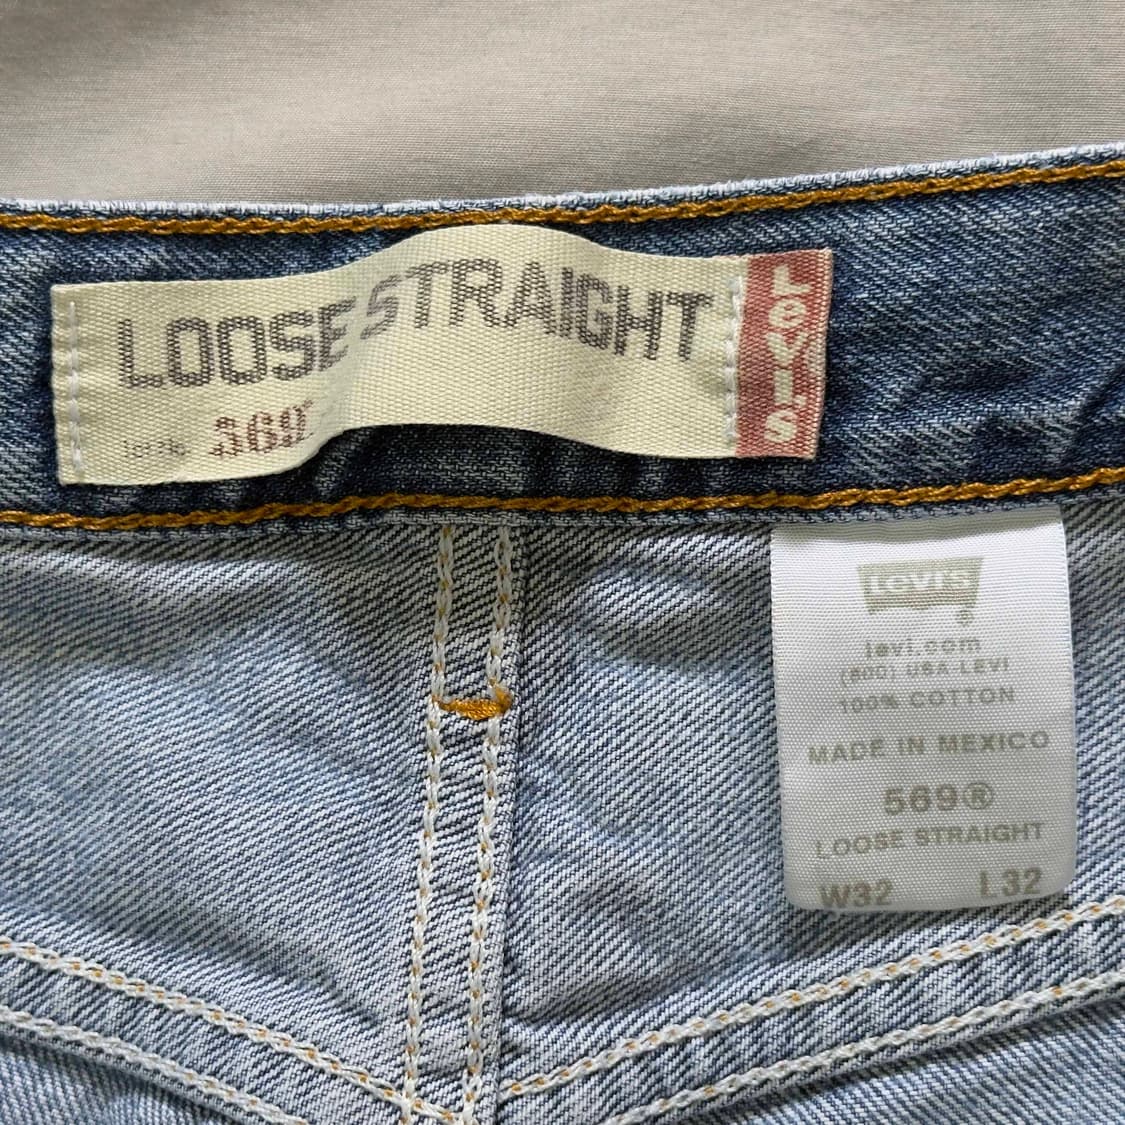 LOOSE STRAIGHT
569
LEVI'S
Levi's
levi.com
(800) USA LEVI
100% COTTON
MADE IN MEXICO
569®
LOOSE STRAIGHT
W32 L32